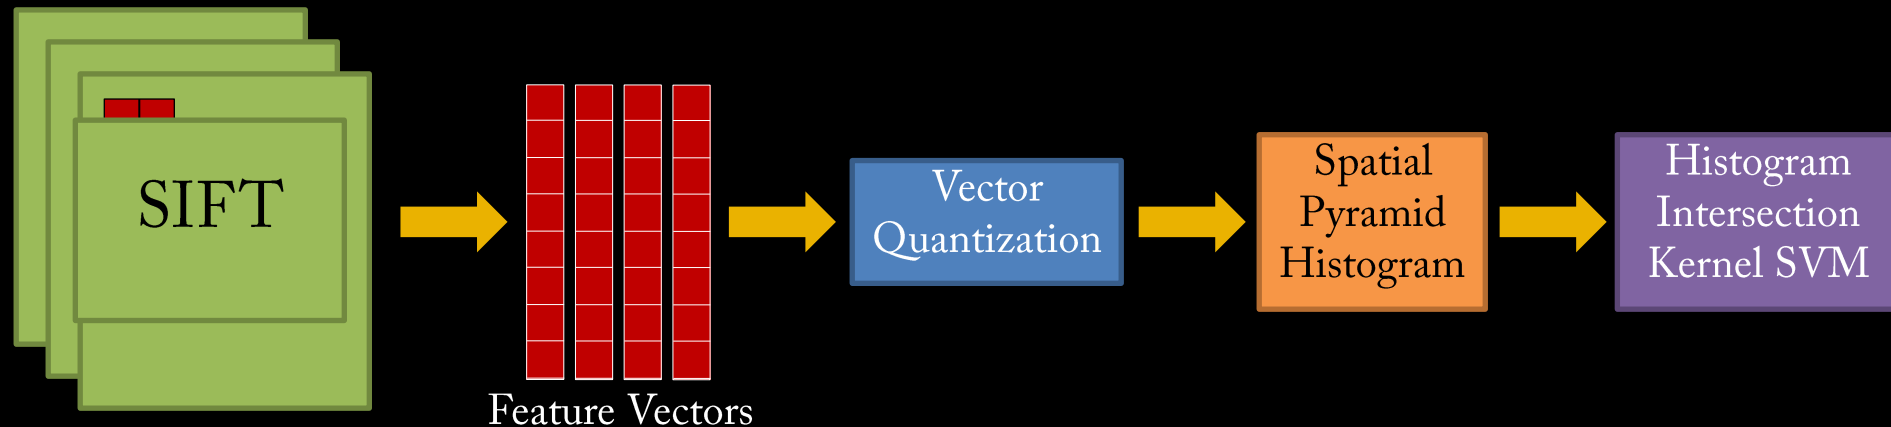 SIFT
Feature Vectors
Vector
Quantization
Spatial
Pyramid
Histogram
Histogram
Intersection
Kernel SVM